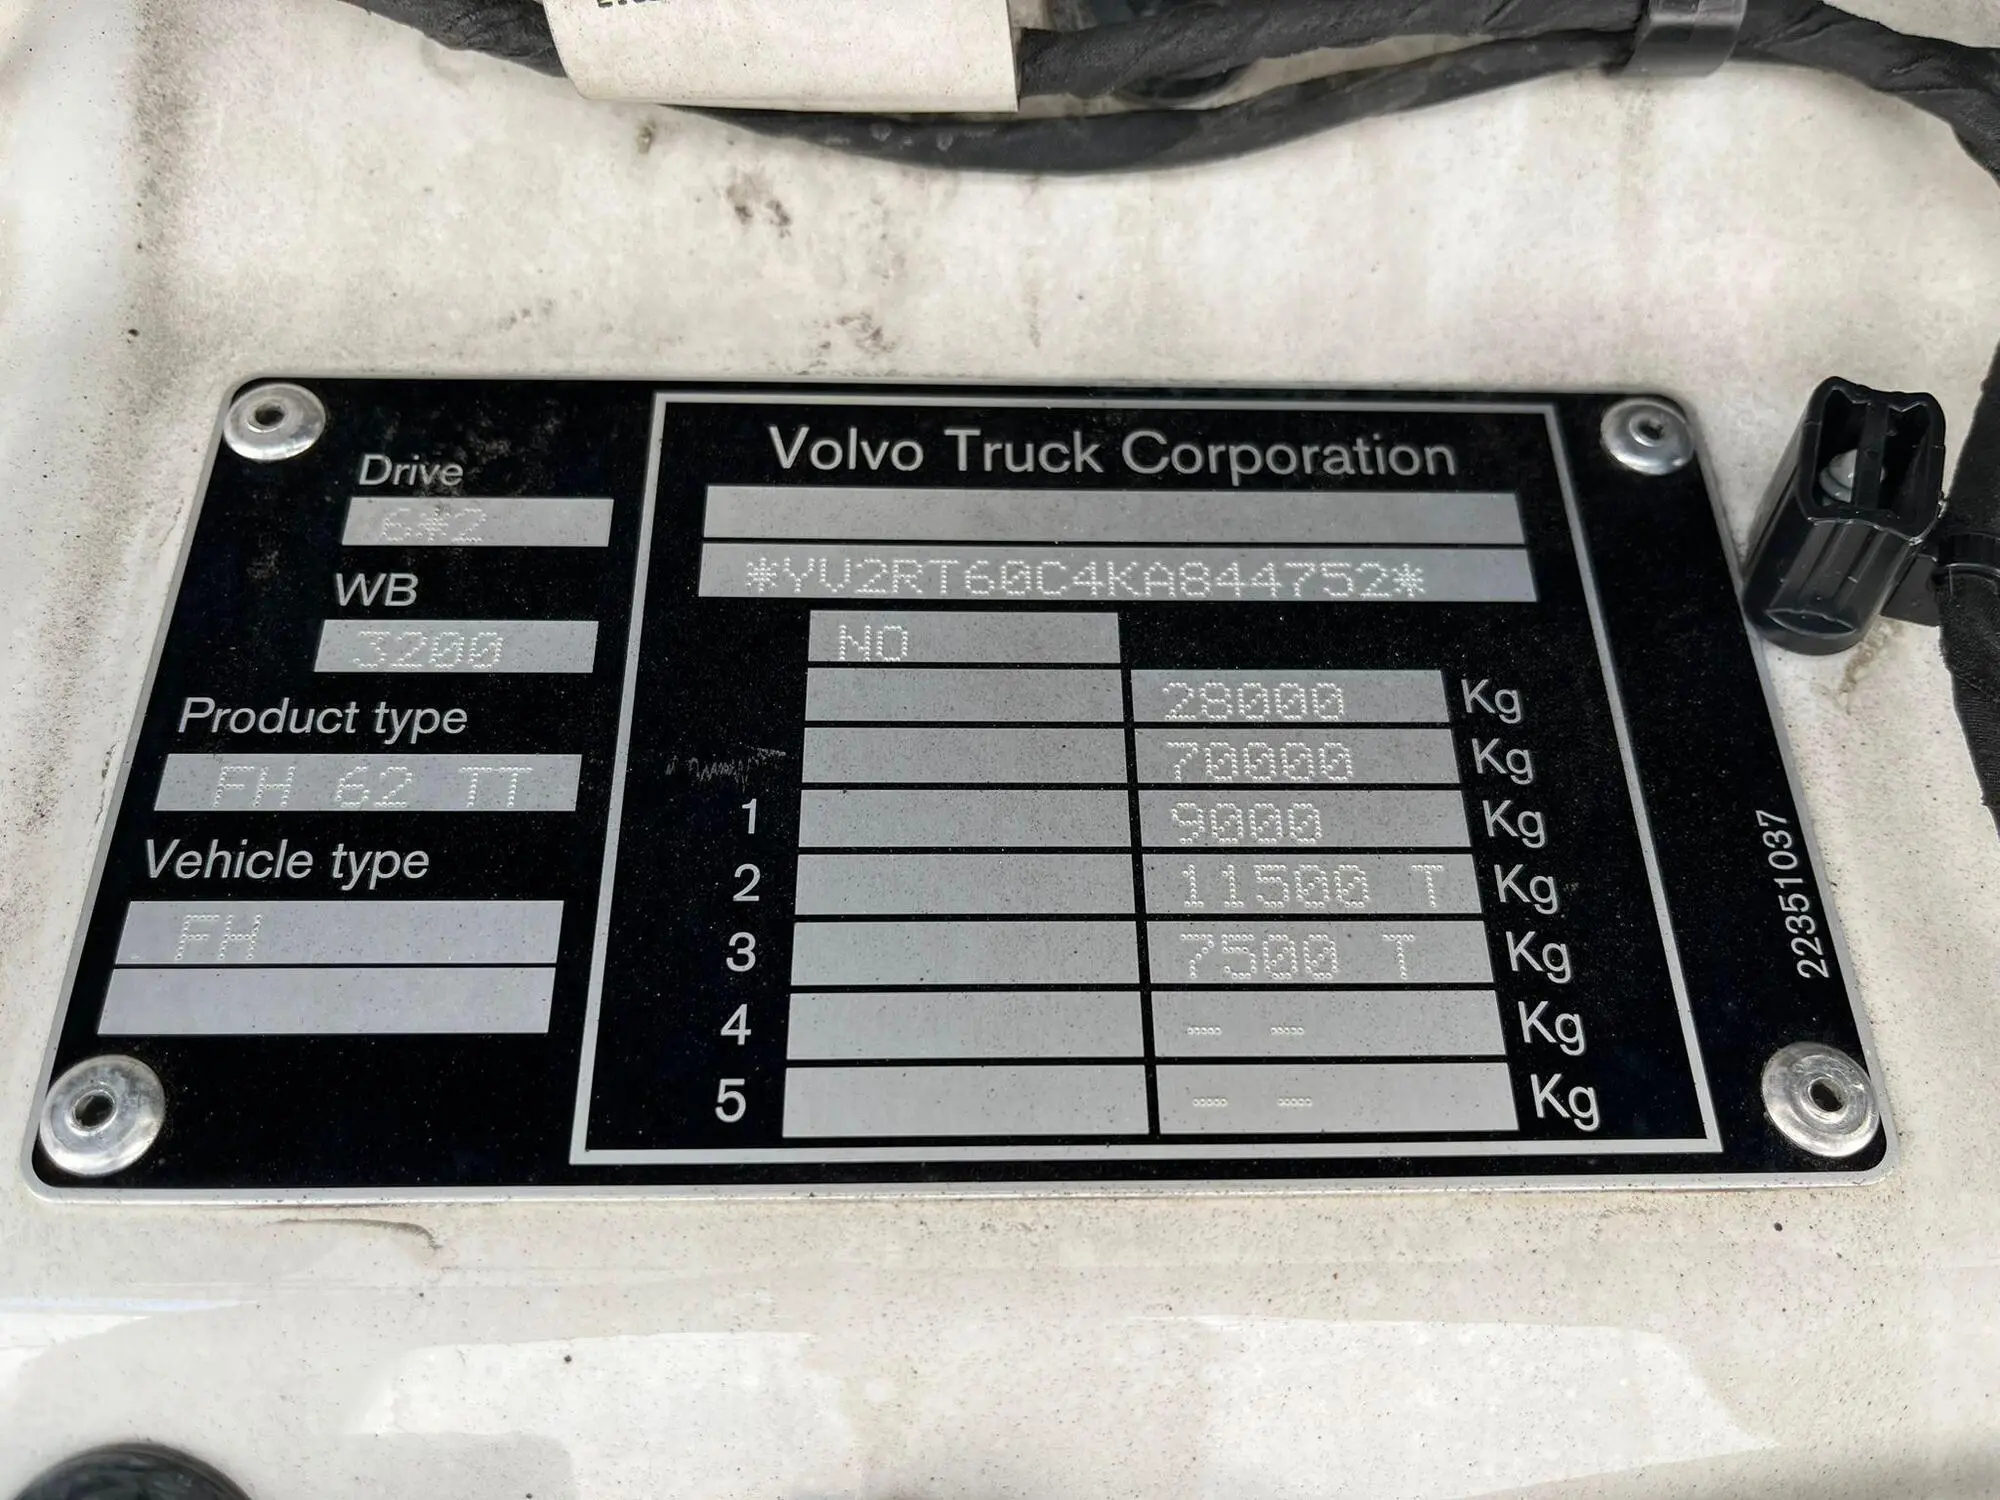 Volvo Truck Corporation
Drive
6*2
*YV2RT60C4KA844752*
WB
3200
NO
28000 Kg
Product type
FH 62 TT
70000 Kg
1 9000 Kg
Vehicle type
2 11500 T Kg
FH
3 7500 T Kg
4 -- -- Kg
5 -- -- Kg
22351037